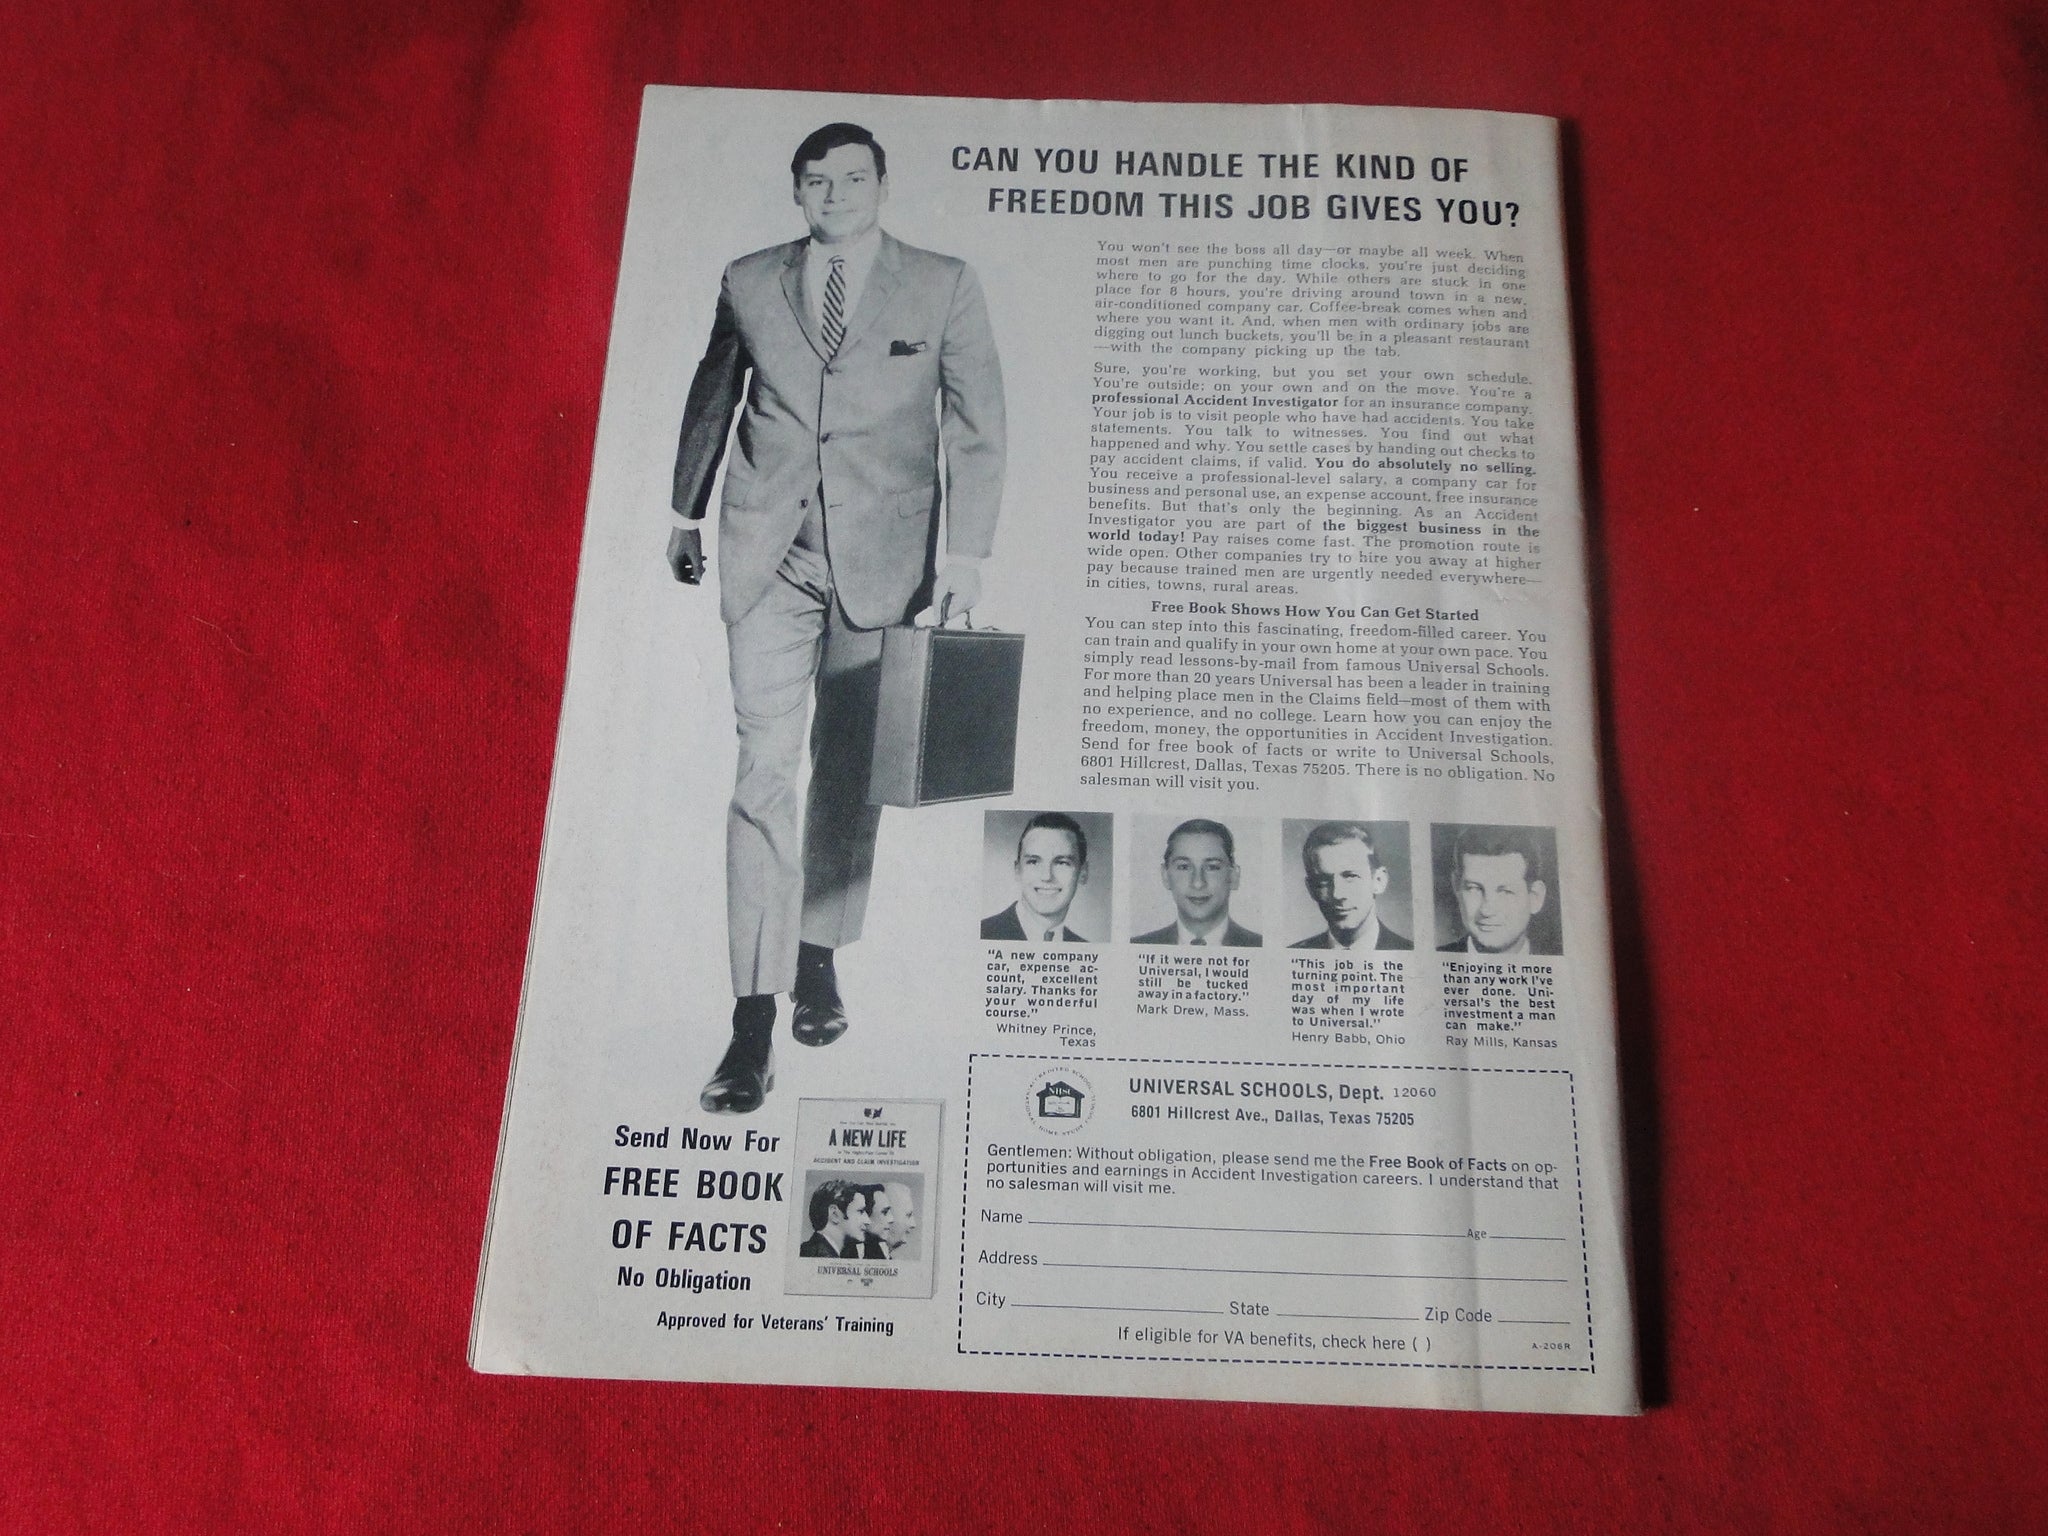 CAN YOU HANDLE THE KIND OF
FREEDOM THIS JOB GIVES YOU?
You won't see the boss all day—or maybe all week. When
most men are punching time clocks, you're just deciding
where to go for the day. While others are stuck in one
place for 8 hours, you're driving around town in a new,
air-conditioned company car. Coffee-break comes when and
where you want it. And, when men with ordinary jobs are
digging out lunch buckets, you'll be in a pleasant restaurant
—with the company picking up the tab.
Sure, you're working, but you set your own schedule.
You're outside; on your own and on the move. You're a
professional Accident Investigator for an insurance company.
Your job is to visit people who have had accidents. You take
statements. You talk to witnesses. You find out what
happened and why. You settle cases by handing out checks to
pay accident claims, if valid. You do absolutely no selling.
You receive a professional-level salary, a company car for
business and personal use, an expense account, free insurance
benefits. But that's only the beginning. As an Accident
Investigator you are part of the biggest business in the
world today! Pay raises come fast. The promotion route is
wide open. Other companies try to hire you away at higher
pay because trained men are urgently needed everywhere—
in cities, towns, rural areas.
Free Book Shows How You Can Get Started
You can step into this fascinating, freedom-filled career. You
can train and qualify in your own home at your own pace. You
simply read lessons-by-mail from famous Universal Schools.
For more than 20 years Universal has been a leader in training
and helping place men in the Claims field—most of them with
no experience, and no college. Learn how you can enjoy the
freedom, money, the opportunities in Accident Investigation.
Send for free book of facts or write to Universal Schools,
6801 Hillcrest, Dallas, Texas 75205. There is no obligation. No
salesman will visit you.
"A new company
car, expense ac-
count, excellent
salary. Thanks for
your wonderful
course."
Whitney Prince,
Texas
"If it were not for
Universal, I would
still be tucked
away in a factory."
Mark Drew, Mass.
"This job is the
turning point. The
most important
day of my life
was when I wrote
to Universal."
Henry Babb, Ohio
"Enjoying it more
than any work I've
ever done. Uni-
versal's the best
investment a man
can make."
Ray Mills, Kansas
Send Now For
FREE BOOK
OF FACTS
No Obligation
Approved for Veterans' Training
A NEW LIFE
ACCIDENT AND CLAIM INVESTIGATION
UNIVERSAL SCHOOLS
ACCREDITED SCHOOL
NATIONAL HOME STUDY COUNCIL
NHSC
UNIVERSAL SCHOOLS, Dept. 12060
6801 Hillcrest Ave., Dallas, Texas 75205
Gentlemen: Without obligation, please send me the Free Book of Facts on op-
portunities and earnings in Accident Investigation careers. I understand that
no salesman will visit me.
Name Age
Address
City State Zip Code
If eligible for VA benefits, check here ( )
A-206R